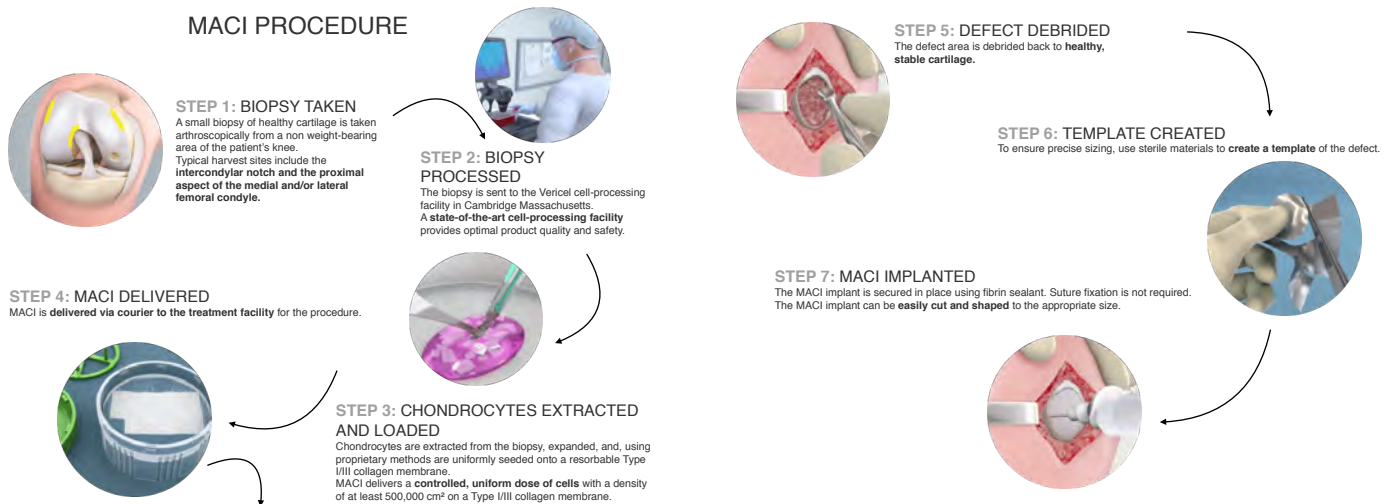 MACI PROCEDURE
STEP 1: BIOPSY TAKEN
A small biopsy of healthy cartilage is taken
arthroscopically from a non weight-bearing
area of the patient's knee.
Typical harvest sites include the
intercondylar notch and the proximal
aspect of the medial and/or lateral
femoral condyle.
STEP 2: BIOPSY
PROCESSED
The biopsy is sent to the Vericel cell-processing
facility in Cambridge Massachusetts.
A state-of-the-art cell-processing facility
provides optimal product quality and safety.
STEP 3: CHONDROCYTES EXTRACTED
AND LOADED
Chondrocytes are extracted from the biopsy, expanded, and, using
proprietary methods are uniformly seeded onto a resorbable Type
I/III collagen membrane.
MACI delivers a controlled, uniform dose of cells with a density
of at least 500,000 cm² on a Type I/III collagen membrane.
STEP 4: MACI DELIVERED
MACI is delivered via courier to the treatment facility for the procedure.
STEP 5: DEFECT DEBRIDED
The defect area is debrided back to healthy,
stable cartilage.
STEP 6: TEMPLATE CREATED
To ensure precise sizing, use sterile materials to create a template of the defect.
STEP 7: MACI IMPLANTED
The MACI implant is secured in place using fibrin sealant. Suture fixation is not required.
The MACI implant can be easily cut and shaped to the appropriate size.